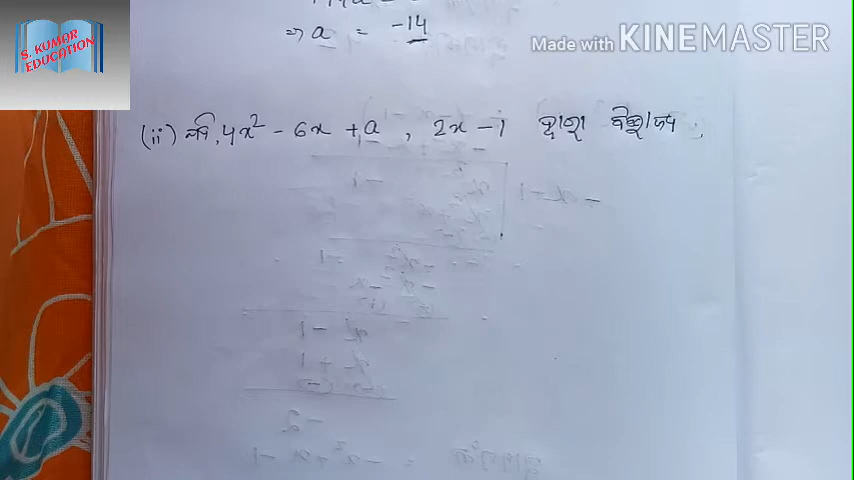 S. KUMAR
EDUCATION
Made with KINEMASTER
⇒ a = -14
(ii) ଯଦି, 4x² - 6x + a , 2x - 1 ଦ୍ୱାରା ବିଭାଜ୍ୟ ,